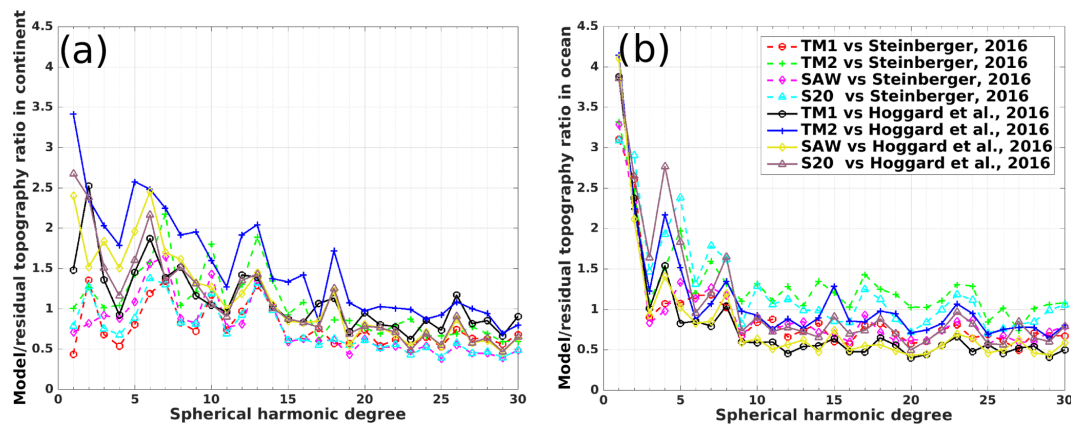 (a)
Model/residual topography ratio in continent
4.5
4
3.5
3
2.5
2
1.5
1
0.5
0
0 5 10 15 20 25 30
Spherical harmonic degree
(b)
Model/residual topography ratio in ocean
4.5
4
3.5
3
2.5
2
1.5
1
0.5
0
0 5 10 15 20 25 30
Spherical harmonic degree
TM1 vs Steinberger, 2016
TM2 vs Steinberger, 2016
SAW vs Steinberger, 2016
S20 vs Steinberger, 2016
TM1 vs Hoggard et al., 2016
TM2 vs Hoggard et al., 2016
SAW vs Hoggard et al., 2016
S20 vs Hoggard et al., 2016